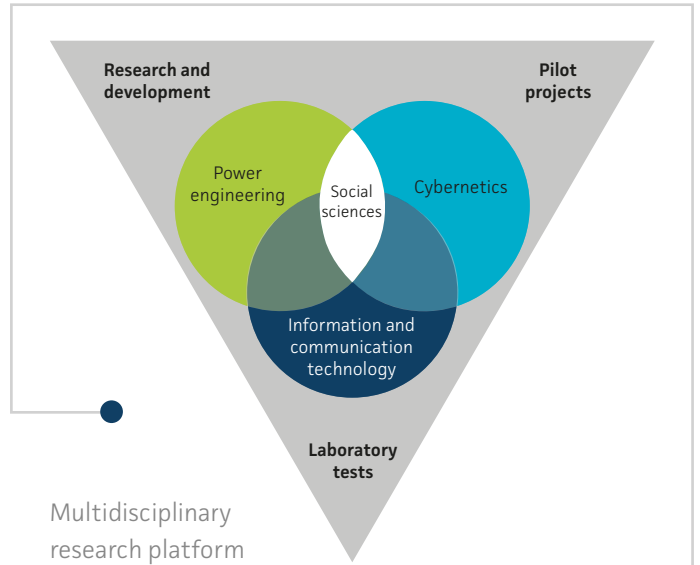 Research and
development
Pilot
projects
Power
engineering
Social
sciences
Cybernetics
Information and
communication
technology
Laboratory
tests
Multidisciplinary
research platform